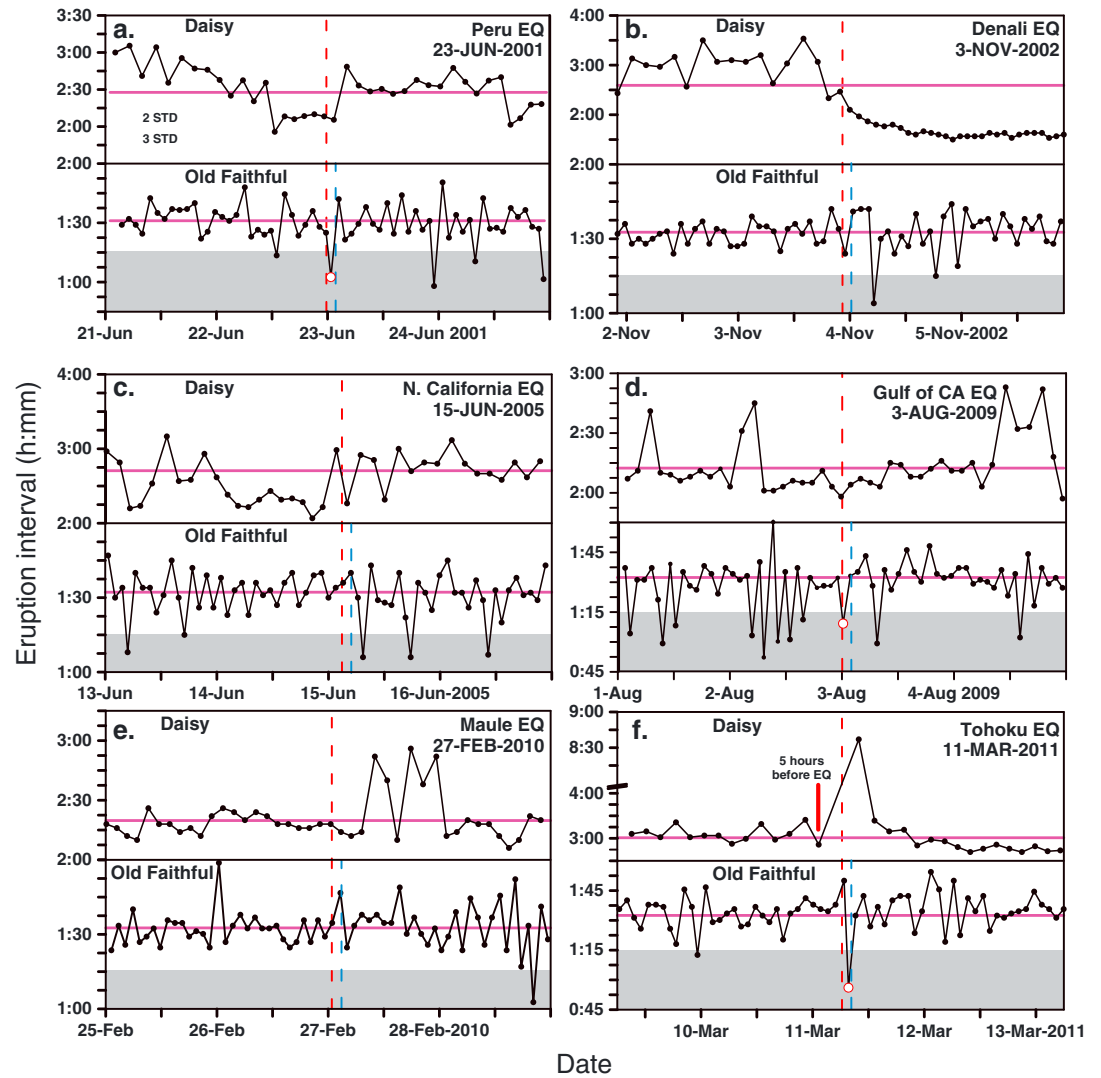 Eruption interval (h:mm)
a.
Daisy
Peru EQ
23-JUN-2001
3:30
3:00
2:30
2:00
2 STD
3 STD
2:00
Old Faithful
1:30
1:00
21-Jun
22-Jun
23-Jun
24-Jun 2001
b.
Daisy
Denali EQ
3-NOV-2002
4:00
3:00
2:00
2:00
Old Faithful
1:30
1:00
2-Nov
3-Nov
4-Nov
5-Nov-2002
c.
Daisy
N. California EQ
15-JUN-2005
4:00
3:00
2:00
Old Faithful
1:30
1:00
13-Jun
14-Jun
15-Jun
16-Jun-2005
d.
Gulf of CA EQ
3-AUG-2009
3:00
2:30
2:00
1:45
1:15
0:45
1-Aug
2-Aug
3-Aug
4-Aug 2009
e.
Daisy
Maule EQ
27-FEB-2010
3:00
2:30
2:00
Old Faithful
1:30
1:00
25-Feb
26-Feb
27-Feb
28-Feb-2010
f.
Daisy
Tohoku EQ
11-MAR-2011
9:00
8:30
4:00
3:00
5 hours
before EQ
Old Faithful
1:45
1:15
0:45
10-Mar
11-Mar
12-Mar
13-Mar-2011
Date